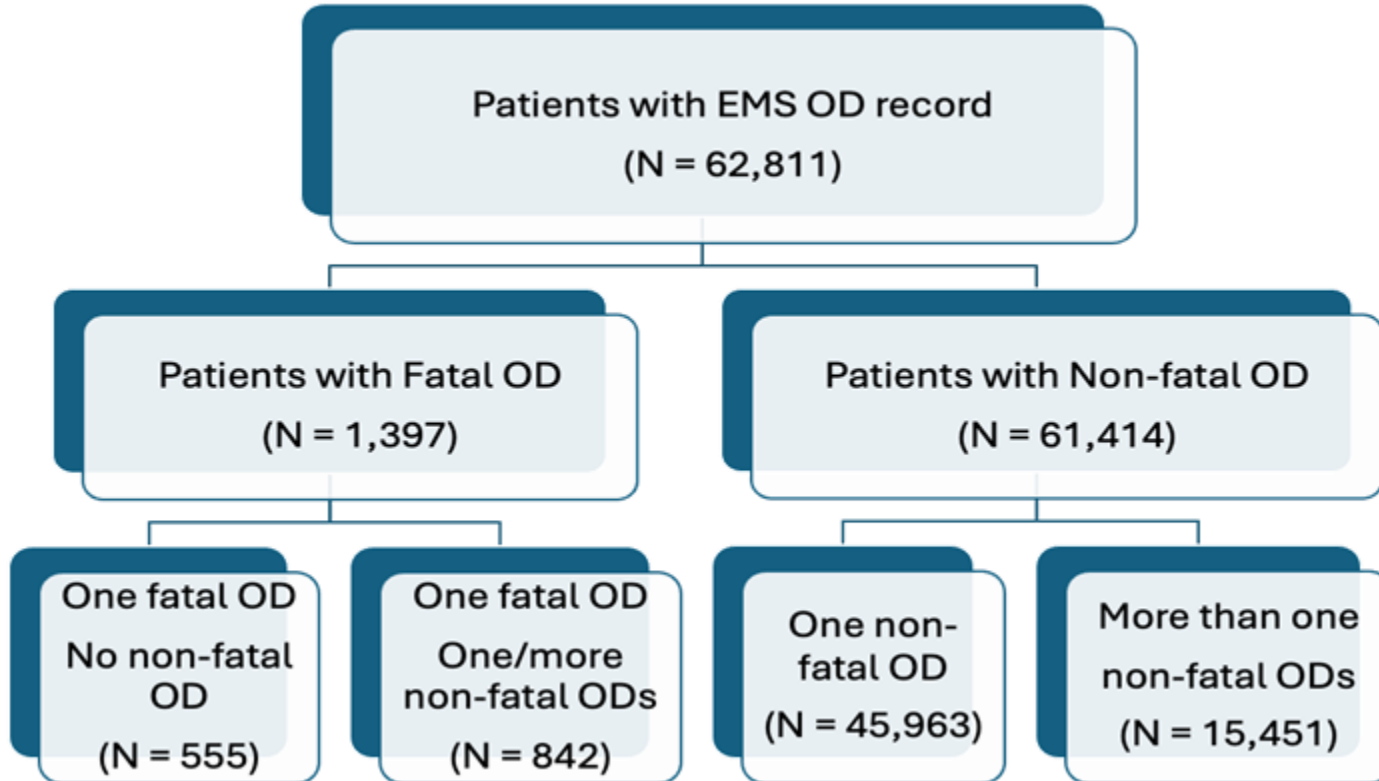 Patients with EMS OD record
(N = 62,811)
Patients with Fatal OD
(N = 1,397)
Patients with Non-fatal OD
(N = 61,414)
One fatal OD
No non-fatal
OD
(N = 555)
One fatal OD
One/more
non-fatal ODs
(N = 842)
One non-
fatal OD
(N = 45,963)
More than one
non-fatal ODs
(N = 15,451)